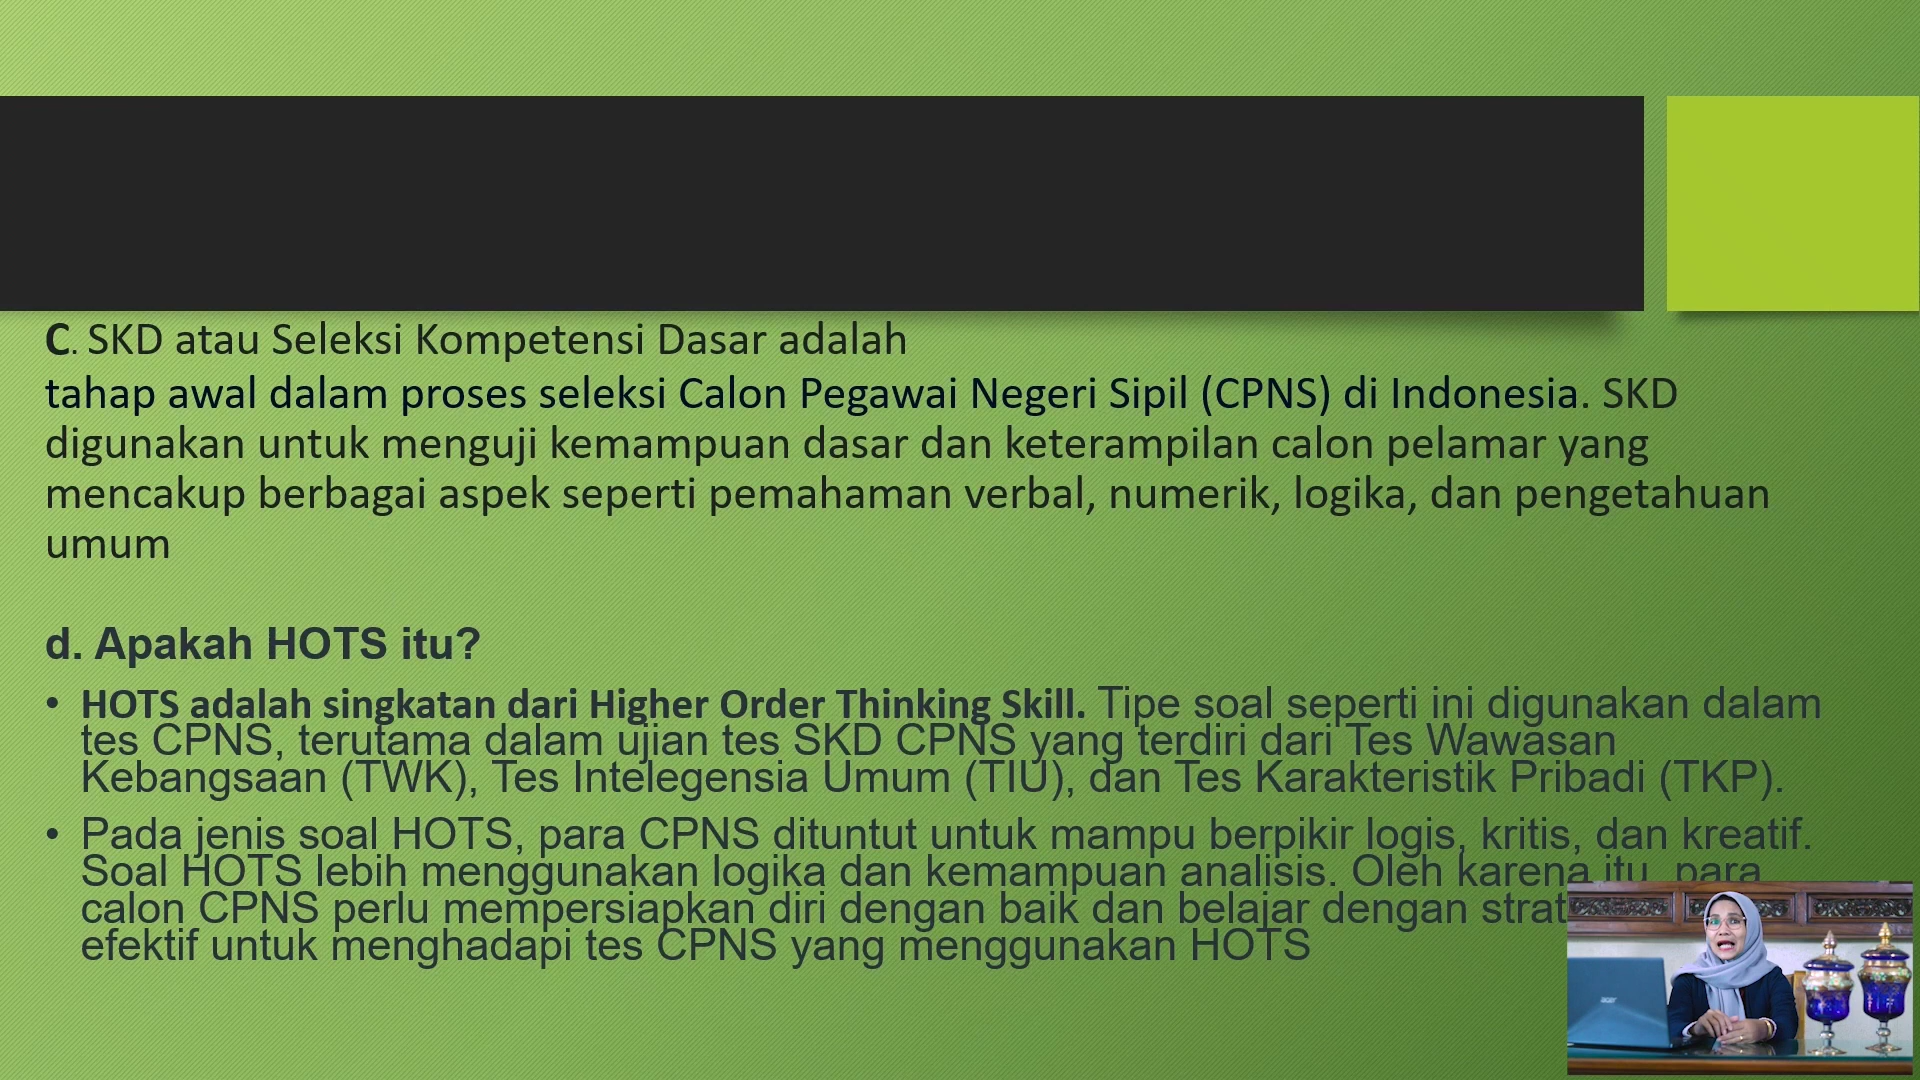 C. SKD atau Seleksi Kompetensi Dasar adalah
tahap awal dalam proses seleksi Calon Pegawai Negeri Sipil (CPNS) di Indonesia. SKD
digunakan untuk menguji kemampuan dasar dan keterampilan calon pelamar yang
mencakup berbagai aspek seperti pemahaman verbal, numerik, logika, dan pengetahuan
umum
d. Apakah HOTS itu?
• HOTS adalah singkatan dari Higher Order Thinking Skill. Tipe soal seperti ini digunakan dalam
tes CPNS, terutama dalam ujian tes SKD CPNS yang terdiri dari Tes Wawasan
Kebangsaan (TWK), Tes Intelegensia Umum (TIU), dan Tes Karakteristik Pribadi (TKP).
• Pada jenis soal HOTS, para CPNS dituntut untuk mampu berpikir logis, kritis, dan kreatif.
Soal HOTS lebih menggunakan logika dan kemampuan analisis. Oleh karena itu, para
calon CPNS perlu mempersiapkan diri dengan baik dan belajar dengan
efektif untuk menghadapi tes CPNS yang menggunakan HOTS
acer